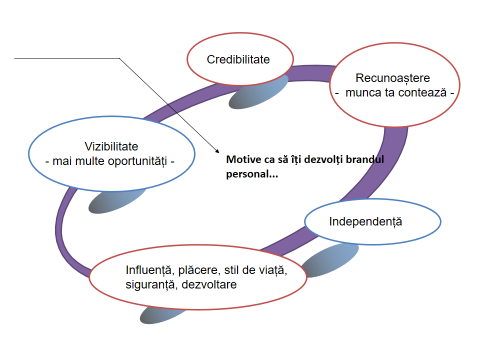 Credibilitate
Recunoaștere
- munca ta contează -
Vizibilitate
- mai multe oportunități -
Motive ca să îți dezvolți brandul
personal...
Independență
Influență, plăcere, stil de viață,
siguranță, dezvoltare